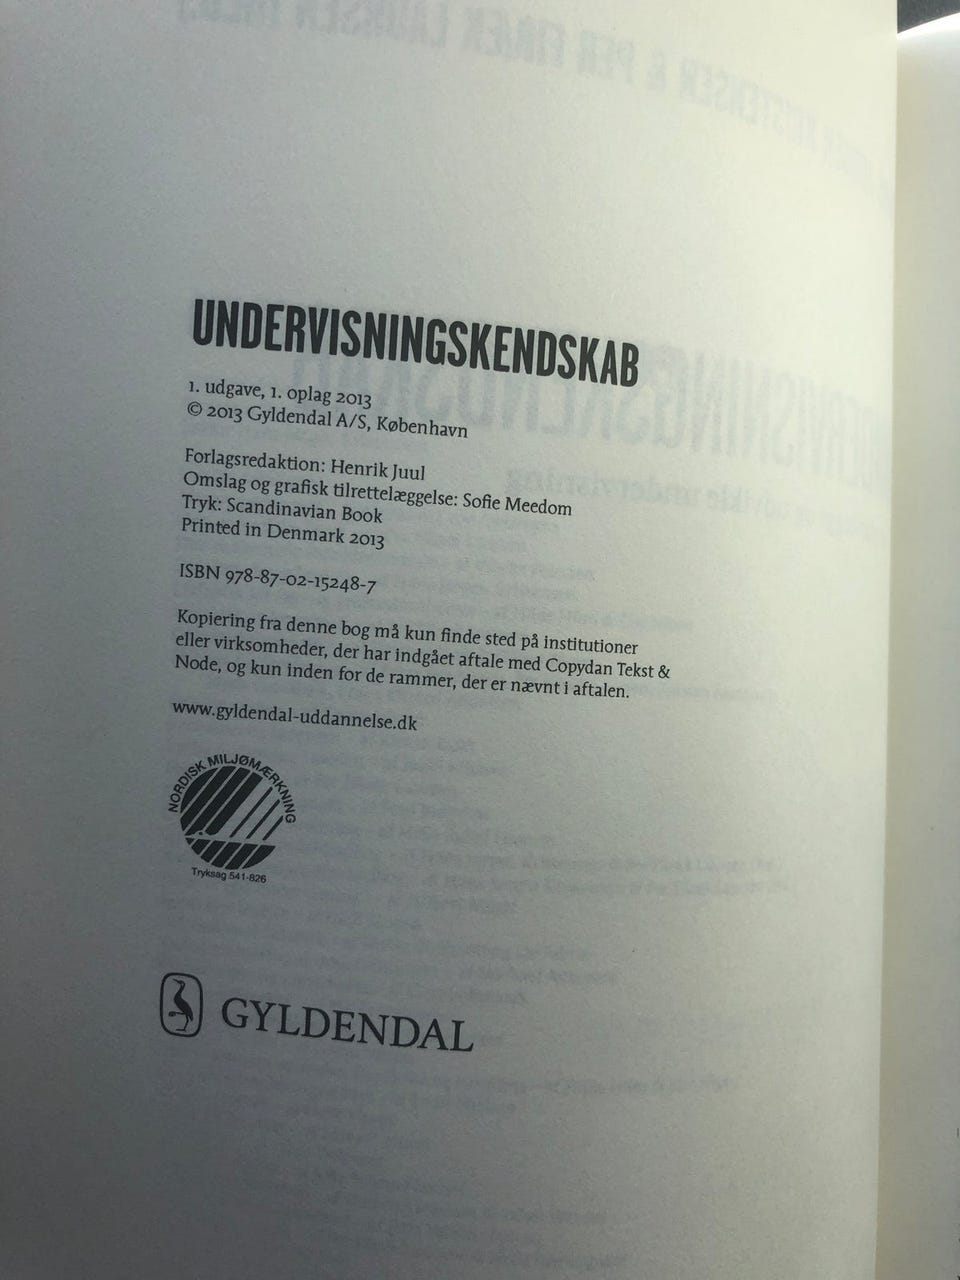 UNDERVISNINGSKENDSKAB
1. udgave, 1. oplag 2013
© 2013 Gyldendal A/S, København
Forlagsredaktion: Henrik Juul
Omslag og grafisk tilrettelæggelse: Sofie Meedom
Tryk: Scandinavian Book
Printed in Denmark 2013
ISBN 978-87-02-15248-7
Kopiering fra denne bog må kun finde sted på institutioner
eller virksomheder, der har indgået aftale med Copydan Tekst &
Node, og kun inden for de rammer, der er nævnt i aftalen.
www.gyldendal-uddannelse.dk
NORDISK MILJØMÆRKNING
Tryksag 541-826
GYLDENDAL